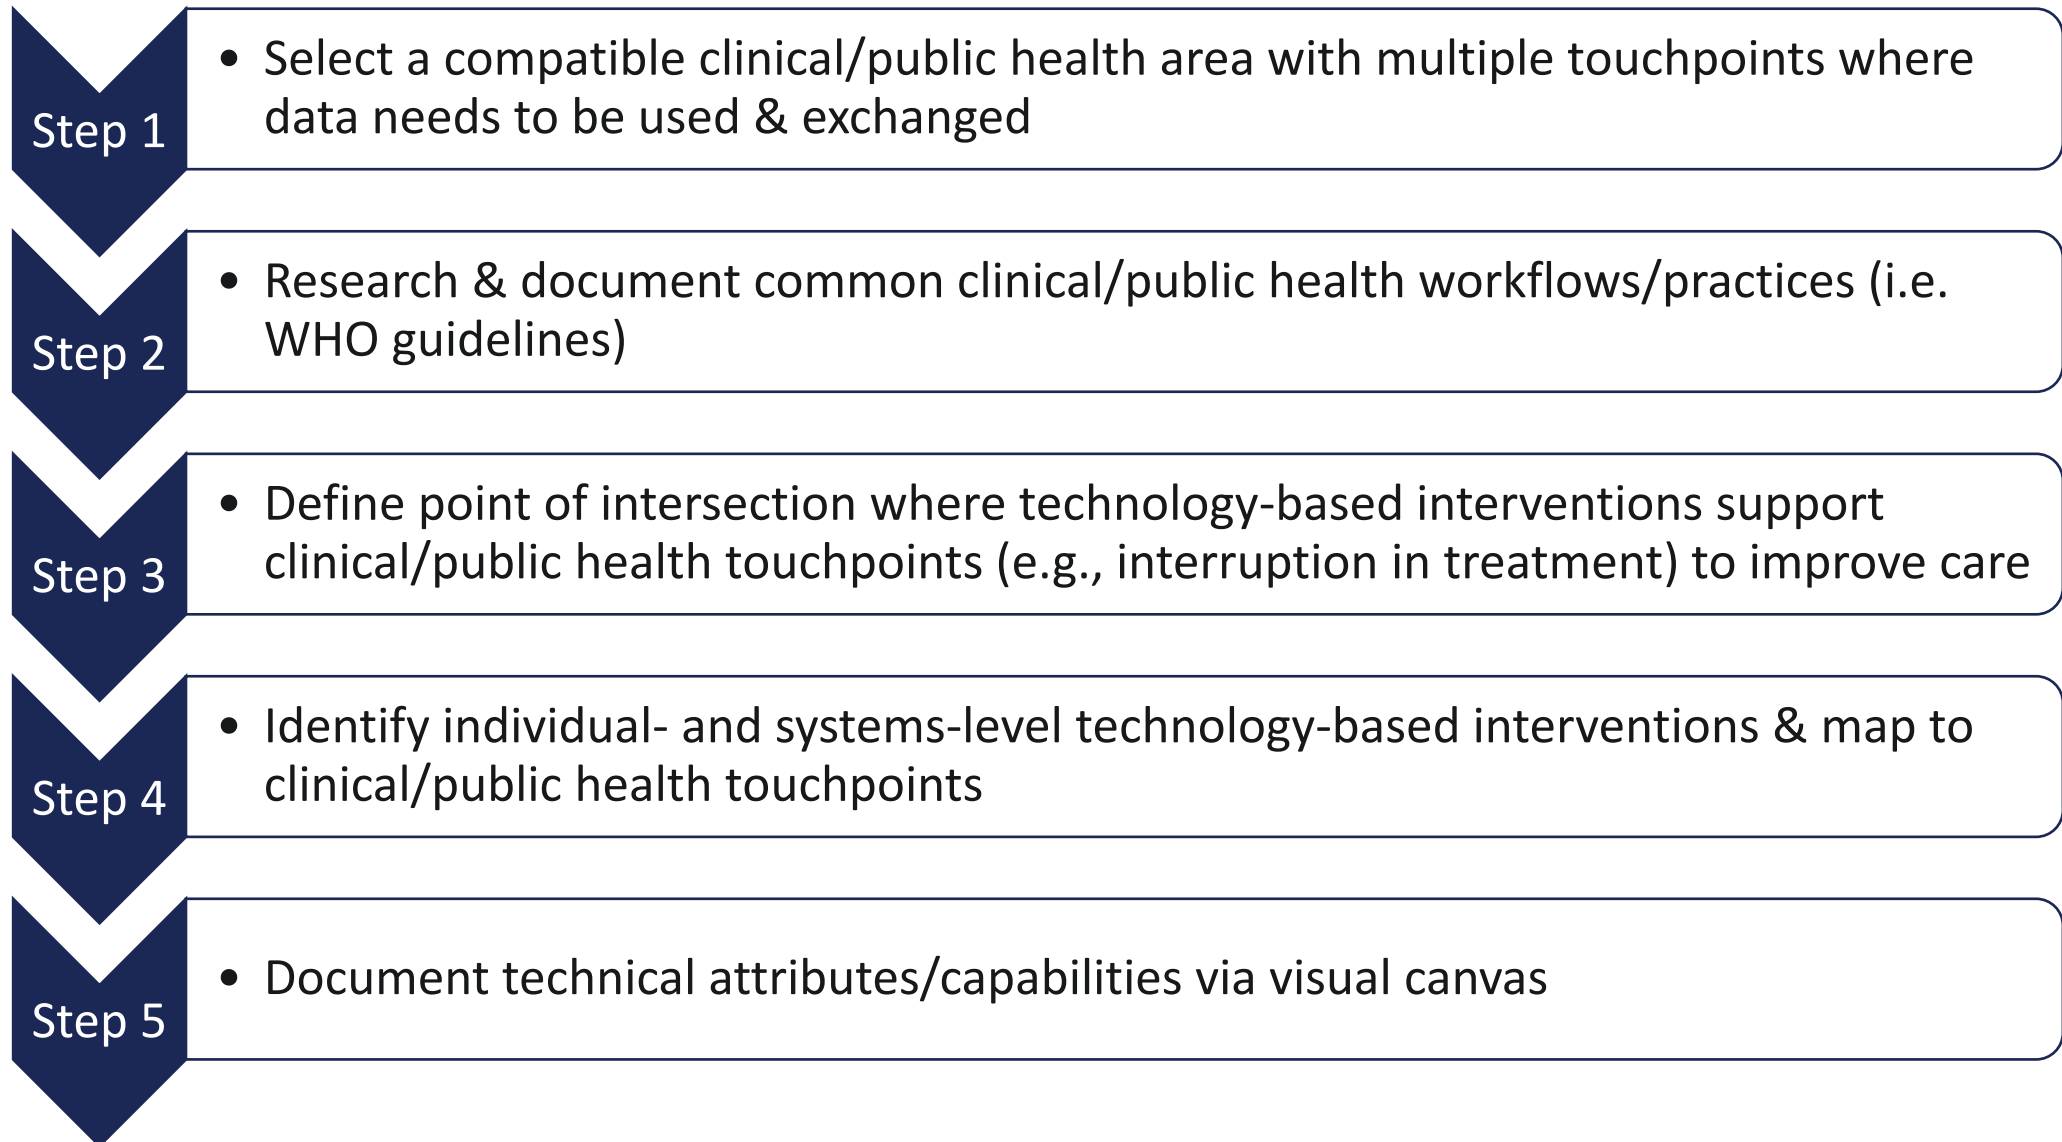 Step 1
• Select a compatible clinical/public health area with multiple touchpoints where
data needs to be used & exchanged
Step 2
• Research & document common clinical/public health workflows/practices (i.e.
WHO guidelines)
Step 3
• Define point of intersection where technology-based interventions support
clinical/public health touchpoints (e.g., interruption in treatment) to improve care
Step 4
• Identify individual- and systems-level technology-based interventions & map to
clinical/public health touchpoints
Step 5
• Document technical attributes/capabilities via visual canvas